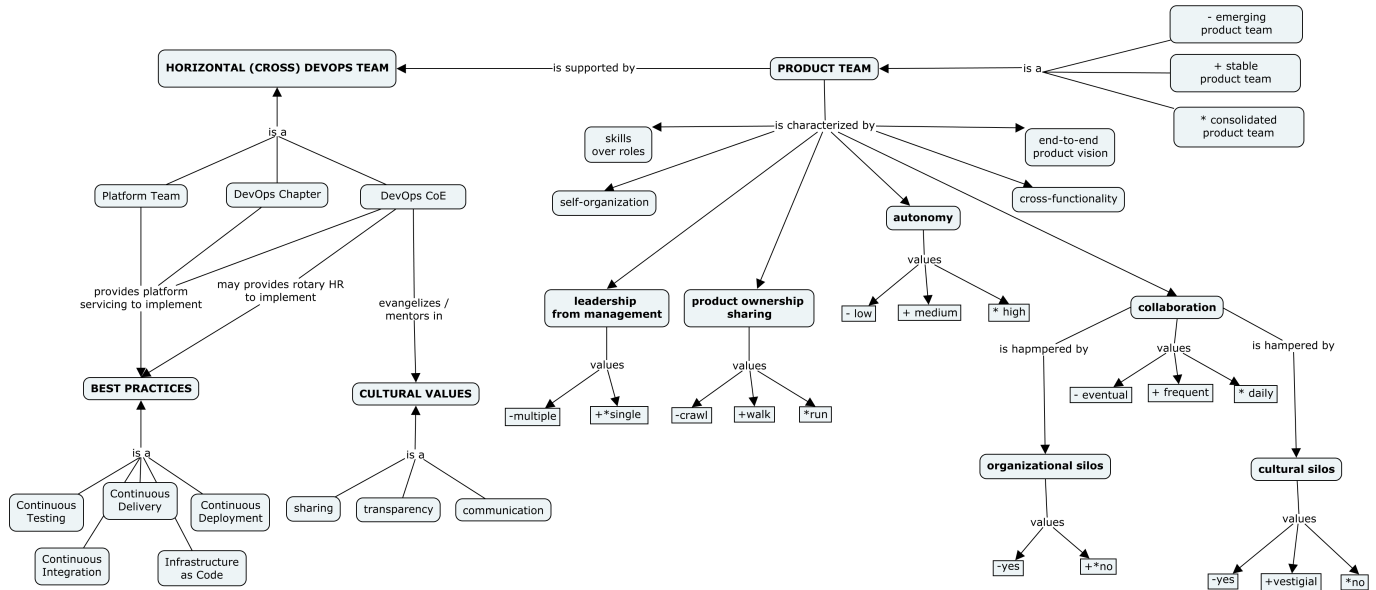 - emerging
product team
HORIZONTAL (CROSS) DEVOPS TEAM
is supported by
PRODUCT TEAM
is a
+ stable
product team
* consolidated
product team
is a
is characterized by
skills
over roles
end-to-end
product vision
Platform Team
DevOps Chapter
DevOps CoE
self-organization
cross-functionality
autonomy
values
- low
+ medium
* high
provides platform
servicing to implement
may provides rotary HR
to implement
evangelizes /
mentors in
leadership
from management
product ownership
sharing
collaboration
values
-multiple
+*single
values
-crawl
+walk
*run
is hapmpered by
values
is hampered by
- eventual
+ frequent
* daily
BEST PRACTICES
CULTURAL VALUES
is a
is a
Continuous
Testing
Continuous
Delivery
Continuous
Deployment
Continuous
Integration
Infrastructure
as Code
sharing
transparency
communication
organizational silos
cultural silos
values
-yes
+*no
values
-yes
+vestigial
*no